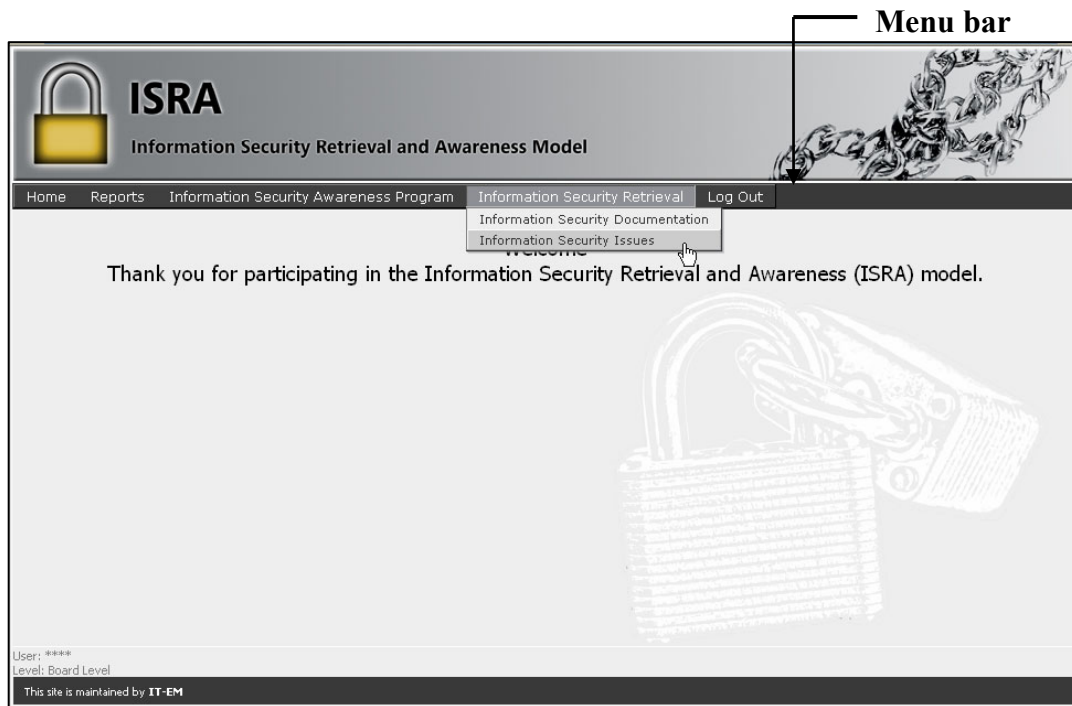 Menu bar
ISRA
Information Security Retrieval and Awareness Model
Home Reports Information Security Awareness Program Information Security Retrieval Log Out
Information Security Documentation
Information Security Issues
Welcome
Thank you for participating in the Information Security Retrieval and Awareness (ISRA) model.
User: ****
Level: Board Level
This site is maintained by IT-EM